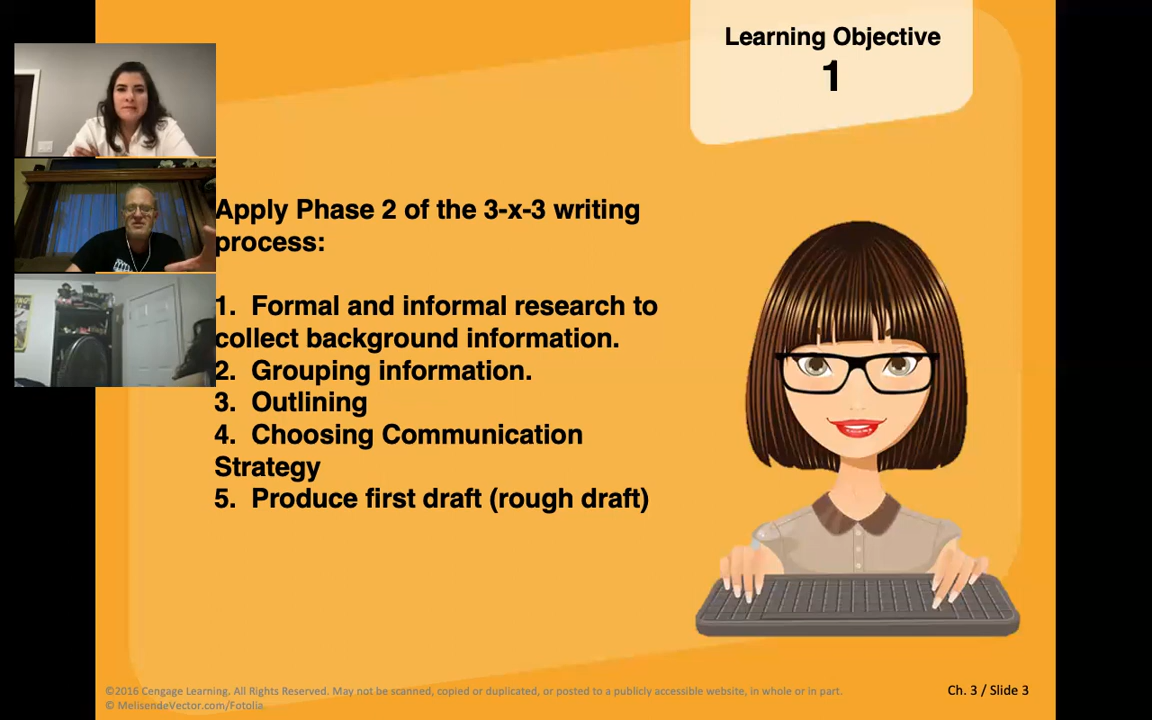 Learning Objective
1
Apply Phase 2 of the 3-x-3 writing
process:
1. Formal and informal research to
collect background information.
2. Grouping information.
3. Outlining
4. Choosing Communication
Strategy
5. Produce first draft (rough draft)
©2016 Cengage Learning. All Rights Reserved. May not be scanned, copied or duplicated, or posted to a publicly accessible website, in whole or in part.
© MelisendeVector.com/Fotolia
Ch. 3 / Slide 3